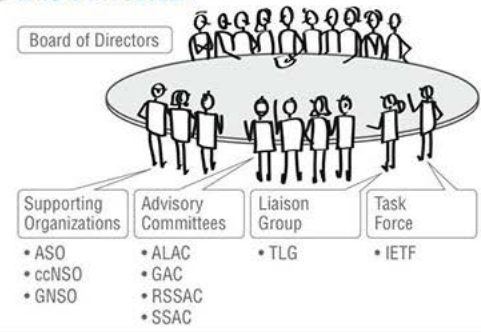 Board of Directors
Supporting
Organizations
• ASO
• ccNSO
• GNSO
Advisory
Committees
• ALAC
• GAC
• RSSAC
• SSAC
Liaison
Group
• TLG
Task
Force
• IETF